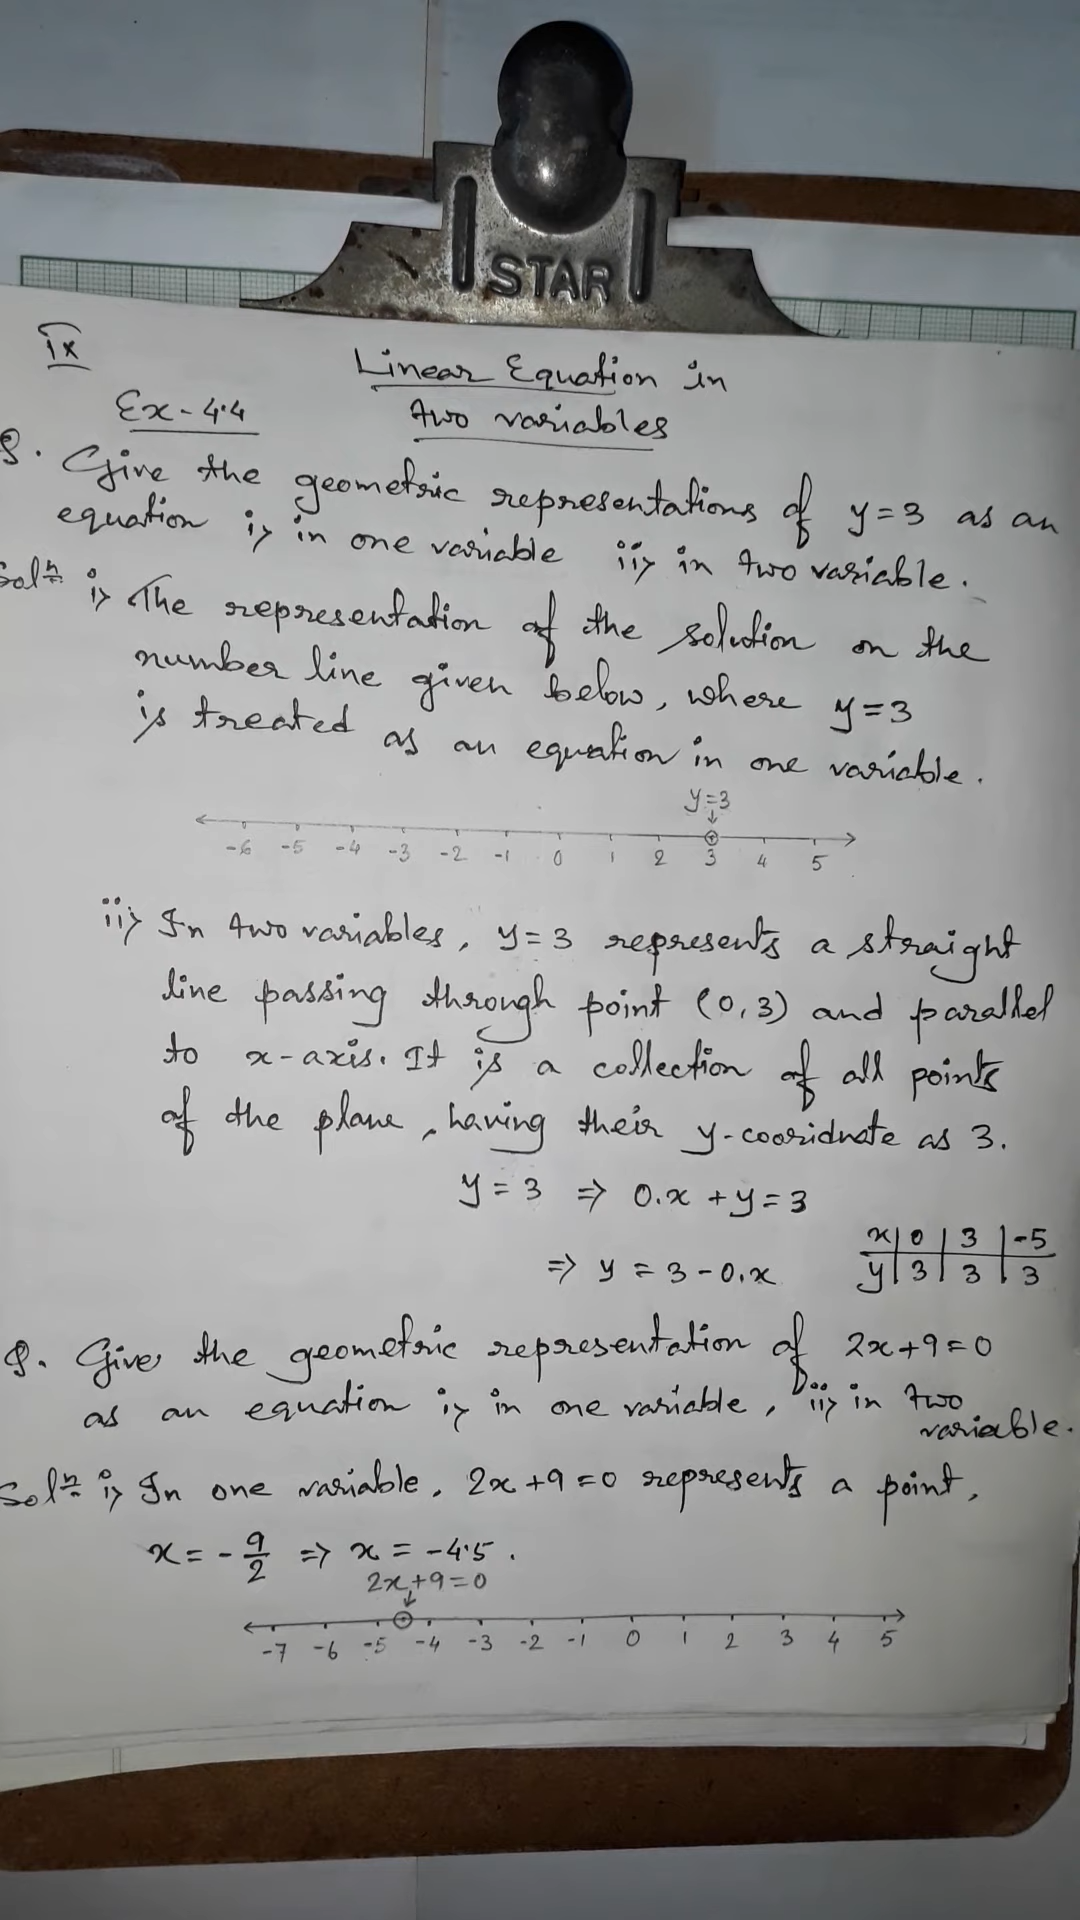 STAR
IX
Linear Equation in
Ex-4.4
two variables
Q. Give the geometric representations of y=3 as an
equation i> in one variable ii> in two variable.
Solⁿ i> The representation of the solution on the
number line given below, where y=3
is treated as an equation in one variable.
y=3
-6 -5 -4 -3 -2 -1 0 1 2 3 4 5
ii> In two variables, y=3 represents a straight
line passing through point (0,3) and parallel
to x-axis. It is a collection of all points
of the plane, having their y-cooridnate as 3.
y=3 ⇒ 0.x+y=3
⇒ y = 3-0.x
x | 0 | 3 | -5
y | 3 | 3 | 3
Q. Give the geometric representation of 2x+9=0
as an equation i> in one variable, ii> in two
variable.
Solⁿ i> In one variable, 2x+9=0 represents a point,
x = -9/2 ⇒ x = -4.5.
2x+9=0
-7 -6 -5 -4 -3 -2 -1 0 1 2 3 4 5